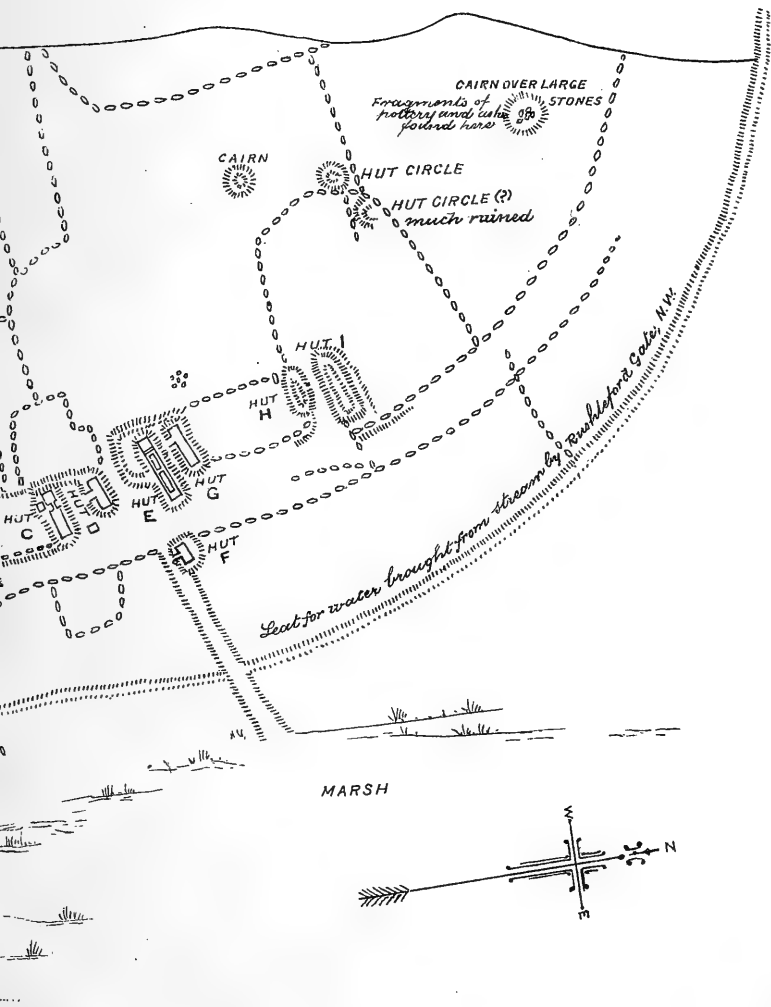 CAIRN OVER LARGE
STONES
Fragments of
pottery and ashes
found here
CAIRN
HUT CIRCLE
HUT CIRCLE (?)
much ruined
HUT I
HUT
H
HUT
G
HUT
E
HUT
D
HUT
C
HUT
F
Leat for water brought from stream by Rushleford Gate, N.W.
MARSH
W
N
E